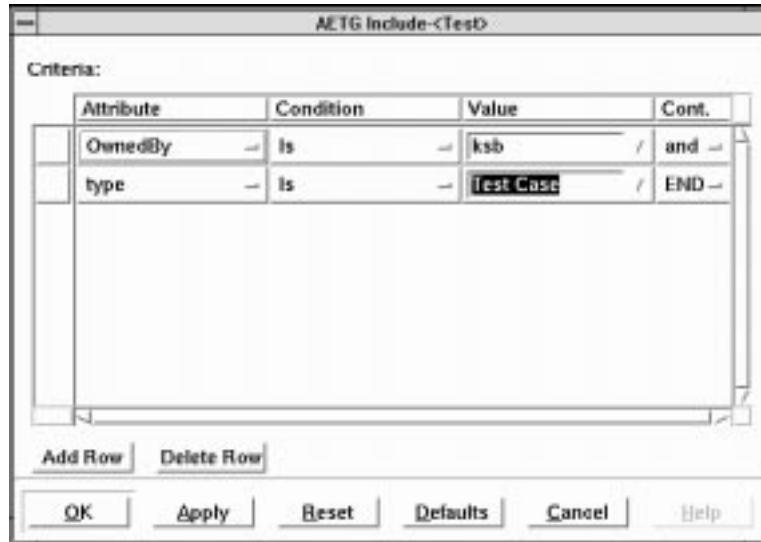 AETG Include-<Test>
Criteria:
Attribute Condition Value Cont.
OwnedBy Is ksb and
type Is Test Case END
Add Row Delete Row
OK Apply Reset Defaults Cancel Help